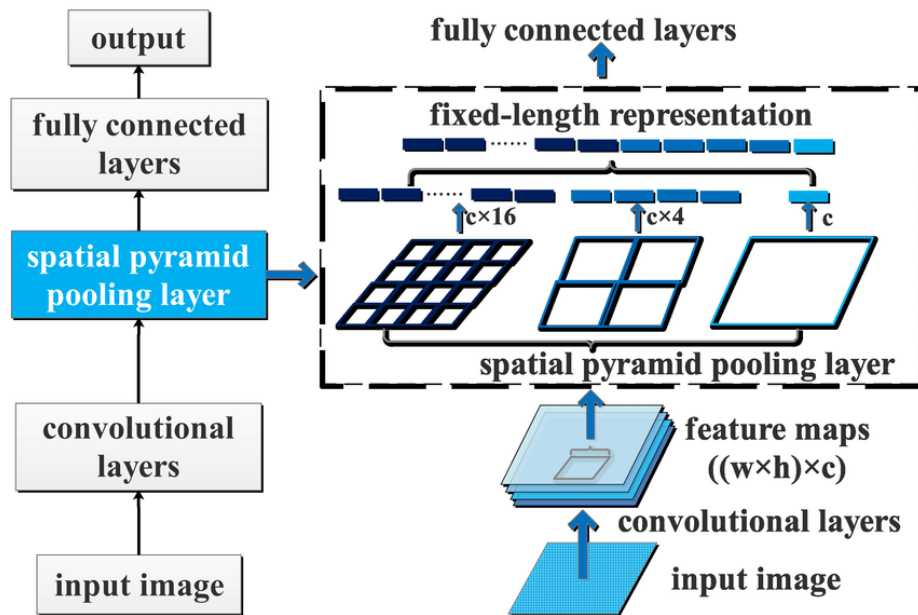 output
fully connected
layers
spatial pyramid
pooling layer
convolutional
layers
input image
fully connected layers
fixed-length representation
......
......
c×16
c×4
c
spatial pyramid pooling layer
feature maps
((w×h)×c)
convolutional layers
input image